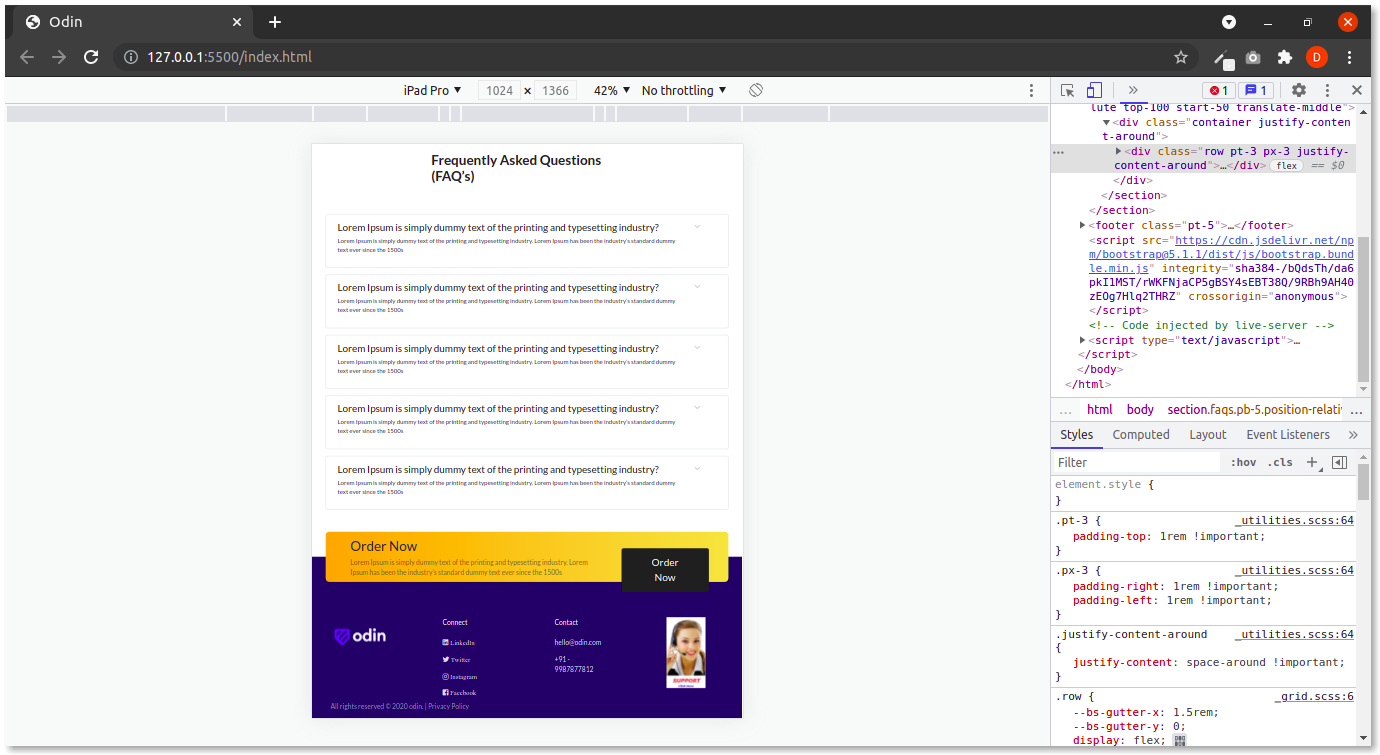 Odin
127.0.0.1:5500/index.html
D
iPad Pro ▼ 1024 × 1366 42% ▼ No throttling ▼
1 1
lute top-100 start-50 translate-middle">
▼<div class="container justify-conten
t-around">
… ▶<div class="row pt-3 px-3 justify-
content-around">…</div> flex == $0
</div>
</section>
</section>
▶<footer class="pt-5">…</footer>
<script src="https://cdn.jsdelivr.net/np
m/bootstrap@5.1.1/dist/js/bootstrap.bund
le.min.js" integrity="sha384-/bQdsTh/da6
pkI1MST/rWKFNjaCP5gBSY4sEBT38Q/9RBh9AH40
zEOg7Hlq2THRZ" crossorigin="anonymous">
</script>
<!-- Code injected by live-server -->
▶<script type="text/javascript">…
</script>
</body>
</html>
… html body section.faqs.pb-5.position-relativ …
Styles Computed Layout Event Listeners »
Filter :hov .cls +
element.style {
}
.pt-3 { _utilities.scss:64
padding-top: 1rem !important;
}
.px-3 { _utilities.scss:64
padding-right: 1rem !important;
padding-left: 1rem !important;
}
.justify-content-around _utilities.scss:64
{
justify-content: space-around !important;
}
.row { _grid.scss:6
--bs-gutter-x: 1.5rem;
--bs-gutter-y: 0;
display: flex;
Frequently Asked Questions
(FAQ's)
Lorem Ipsum is simply dummy text of the printing and typesetting industry?
Lorem Ipsum is simply dummy text of the printing and typesetting industry. Lorem Ipsum has been the industry's standard dummy
text ever since the 1500s
Lorem Ipsum is simply dummy text of the printing and typesetting industry?
Lorem Ipsum is simply dummy text of the printing and typesetting industry. Lorem Ipsum has been the industry's standard dummy
text ever since the 1500s
Lorem Ipsum is simply dummy text of the printing and typesetting industry?
Lorem Ipsum is simply dummy text of the printing and typesetting industry. Lorem Ipsum has been the industry's standard dummy
text ever since the 1500s
Lorem Ipsum is simply dummy text of the printing and typesetting industry?
Lorem Ipsum is simply dummy text of the printing and typesetting industry. Lorem Ipsum has been the industry's standard dummy
text ever since the 1500s
Lorem Ipsum is simply dummy text of the printing and typesetting industry?
Lorem Ipsum is simply dummy text of the printing and typesetting industry. Lorem Ipsum has been the industry's standard dummy
text ever since the 1500s
Order Now
Lorem Ipsum is simply dummy text of the printing and typesetting industry. Lorem
Ipsum has been the industry's standard dummy text ever since the 1500s
Order
Now
odin
Connect
LinkedIn
Twitter
Instagram
Facebook
Contact
hello@odin.com
+91 -
9987877812
SUPPORT
All rights reserved © 2020 odin. | Privacy Policy